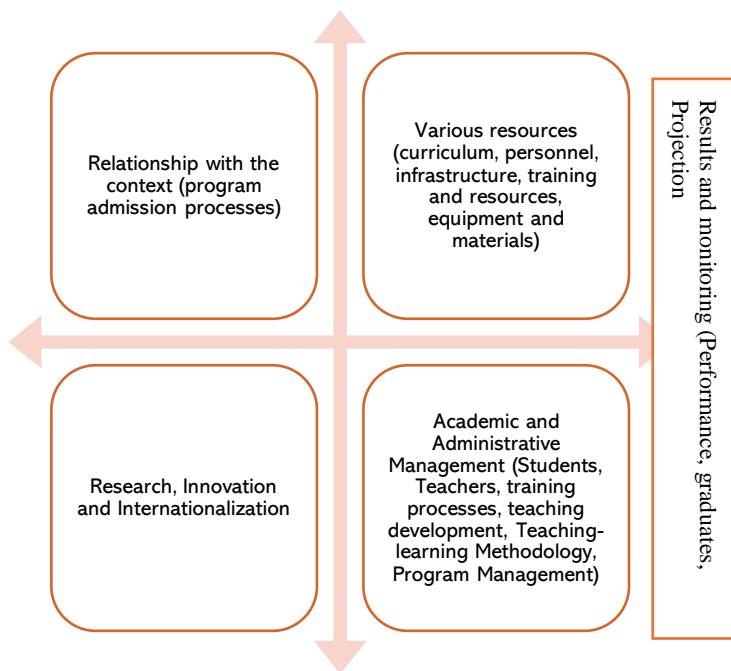 Relationship with the
context (program
admission processes)
Various resources
(curriculum, personnel,
infrastructure, training
and resources,
equipment and
materials)
Research, Innovation
and Internationalization
Academic and
Administrative
Management (Students,
Teachers, training
processes, teaching
development, Teaching-
learning Methodology,
Program Management)
Results and monitoring (Performance, graduates,
Projection